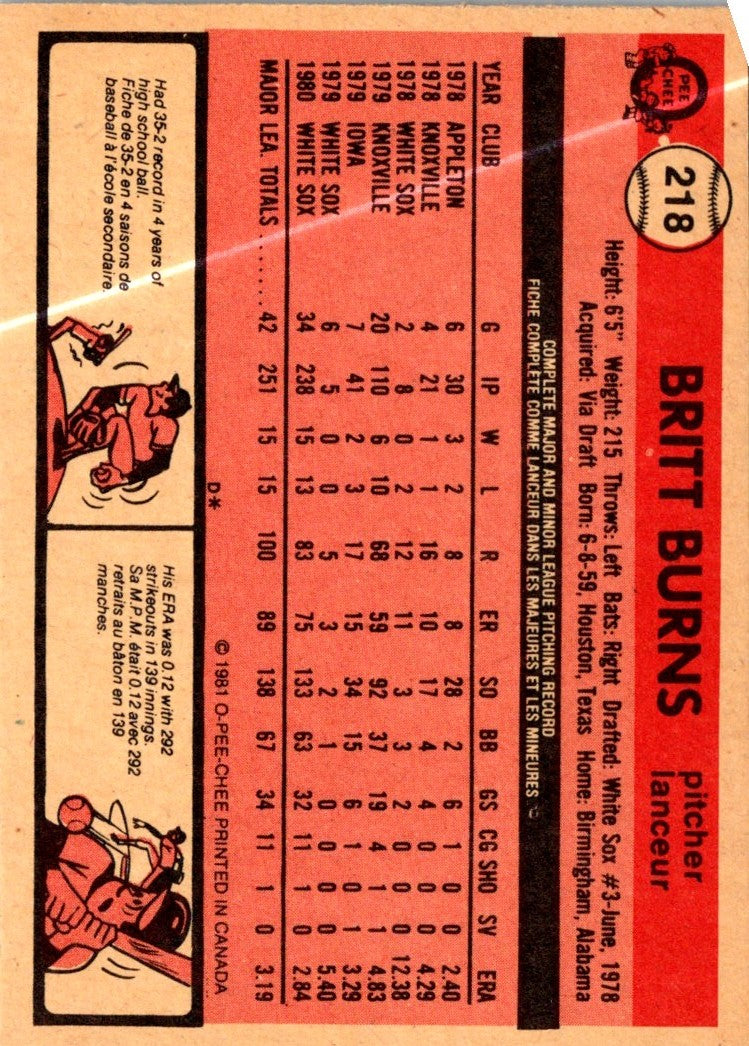 O
PEE
CHEE
218
BRITT BURNS
pitcher
lanceur
Height: 6'5" Weight: 215 Throws: Left Bats: Right Drafted: White Sox #3-June, 1978
Acquired: Via Draft Born: 6-8-59, Houston, Texas Home: Birmingham, Alabama
COMPLETE MAJOR AND MINOR LEAGUE PITCHING RECORD
FICHE COMPLÈTE COMME LANCEUR DANS LES MAJEURES ET LES MINEURES
YEAR CLUB G IP W L R ER SO BB GS CG SHO SV ERA
1978 APPLETON 6 30 3 2 8 8 28 2 6 1 0 0 2.40
1978 KNOXVILLE 4 21 1 1 16 10 17 4 4 0 0 0 4.29
1978 WHITE SOX 2 8 0 2 12 11 3 3 2 0 0 0 12.38
1979 KNOXVILLE 20 110 6 10 68 59 92 37 19 4 1 1 4.83
1979 IOWA 7 41 2 3 17 15 34 15 6 1 0 1 3.29
1979 WHITE SOX 6 5 0 0 5 3 2 1 0 0 0 0 5.40
1980 WHITE SOX 34 238 15 13 83 75 133 63 32 11 1 0 2.84
MAJOR LEA. TOTALS ...... 42 251 15 15 100 89 138 67 34 11 1 0 3.19
D* © 1981 O-PEE-CHEE PRINTED IN CANADA
Had 35-2 record in 4 years of
high school ball.
Fiche de 35-2 en 4 saisons de
baseball à l'école secondaire.
His ERA was 0.12 with 292
strikeouts in 139 innings.
Sa M.P.M. était 0.12 avec 292
retraits au bâton en 139
manches.